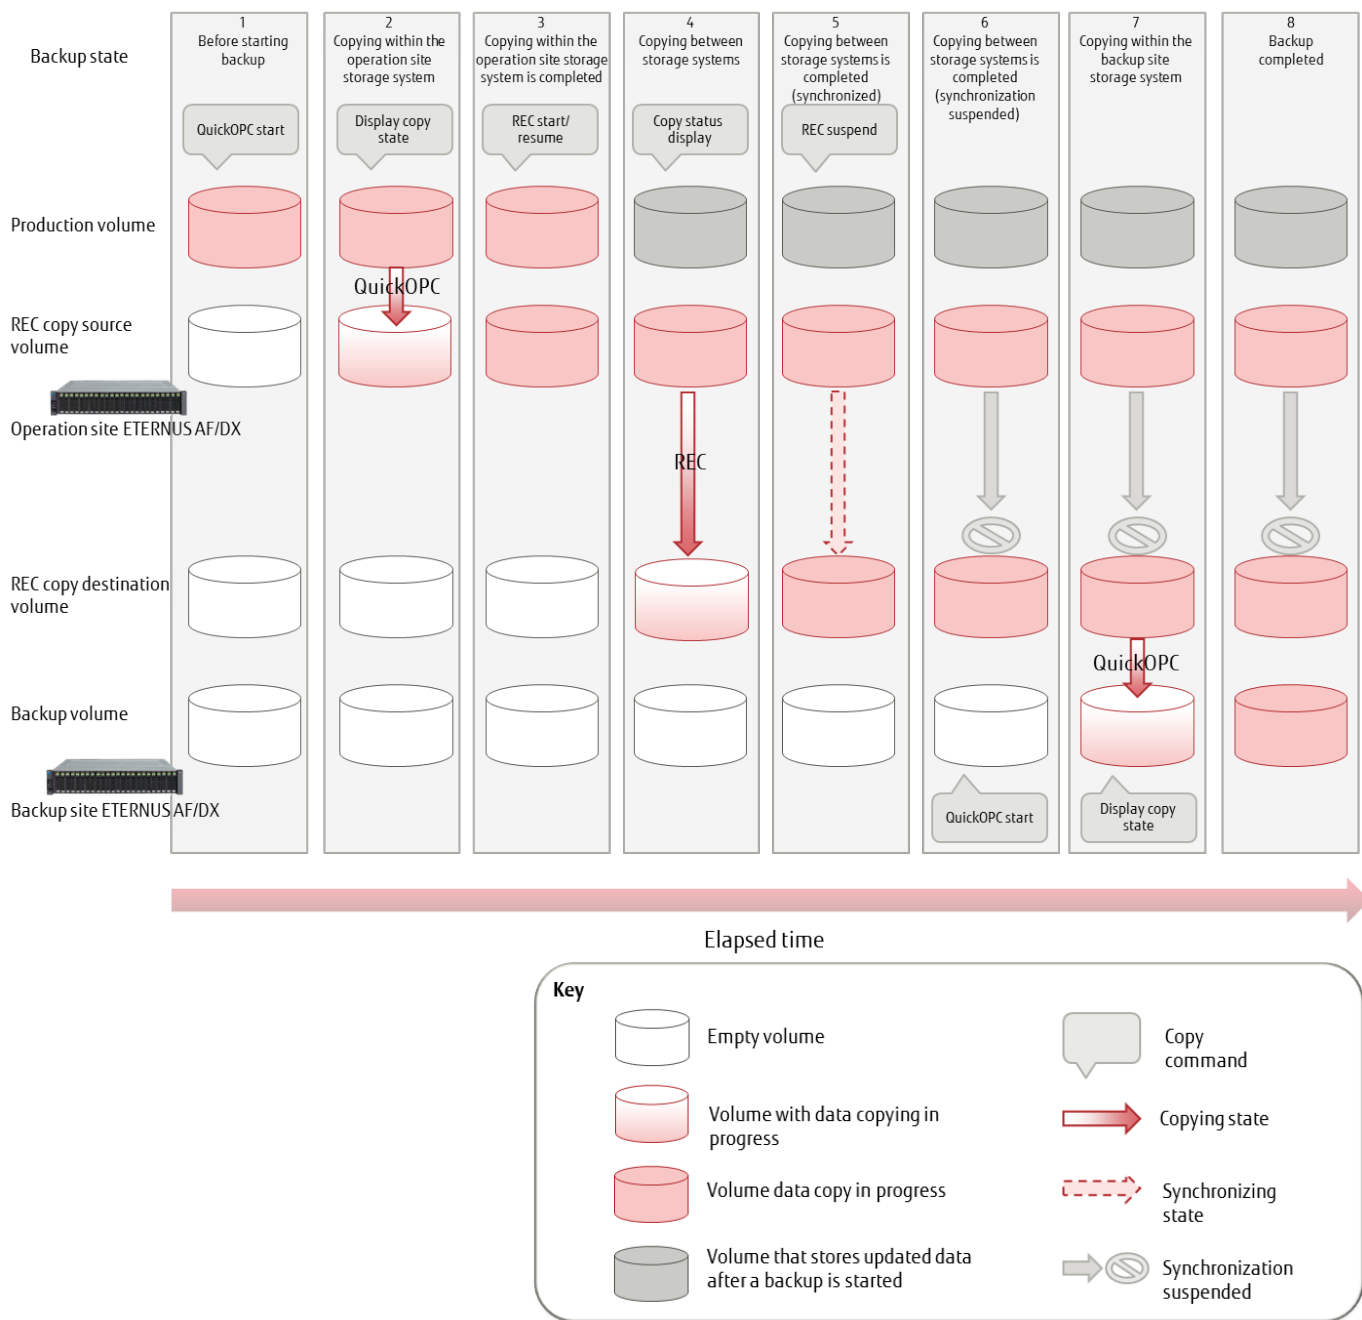 Backup state
1
Before starting
backup
2
Copying within the
operation site
storage system
3
Copying within the
operation site storage
system is completed
4
Copying between
storage systems
5
Copying between
storage systems is
completed
(synchronized)
6
Copying between
storage systems is
completed
(synchronization
suspended)
7
Copying within the
backup site
storage system
8
Backup
completed
QuickOPC start
Display copy
state
REC start/
resume
Copy status
display
REC suspend
Production volume
QuickOPC
REC copy source
volume
Operation site ETERNUS AF/DX
REC
REC copy destination
volume
QuickOPC
Backup volume
Backup site ETERNUS AF/DX
QuickOPC start
Display copy
state
Elapsed time
Key
Empty volume
Volume with data copying in
progress
Volume data copy in progress
Volume that stores updated data
after a backup is started
Copy
command
Copying state
Synchronizing
state
Synchronization
suspended